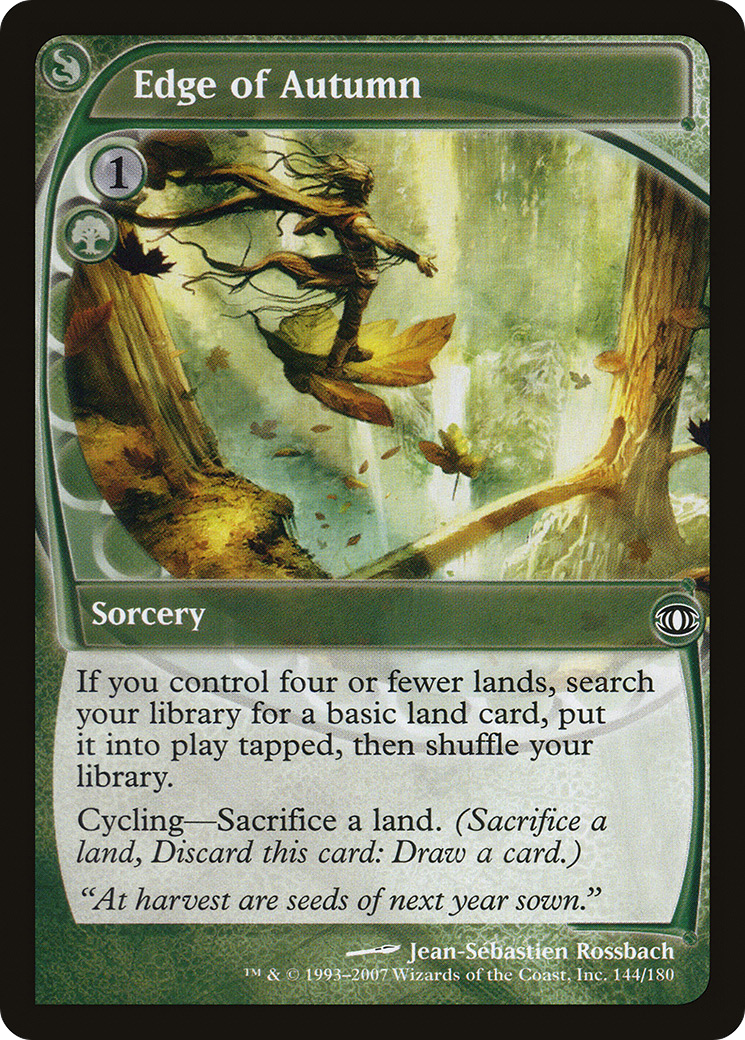 Edge of Autumn
1
Sorcery
If you control four or fewer lands, search
your library for a basic land card, put
it into play tapped, then shuffle your
library.
Cycling—Sacrifice a land. (Sacrifice a
land, Discard this card: Draw a card.)
“At harvest are seeds of next year sown.”
Jean-Sébastien Rossbach
™ & © 1993–2007 Wizards of the Coast, Inc. 144/180